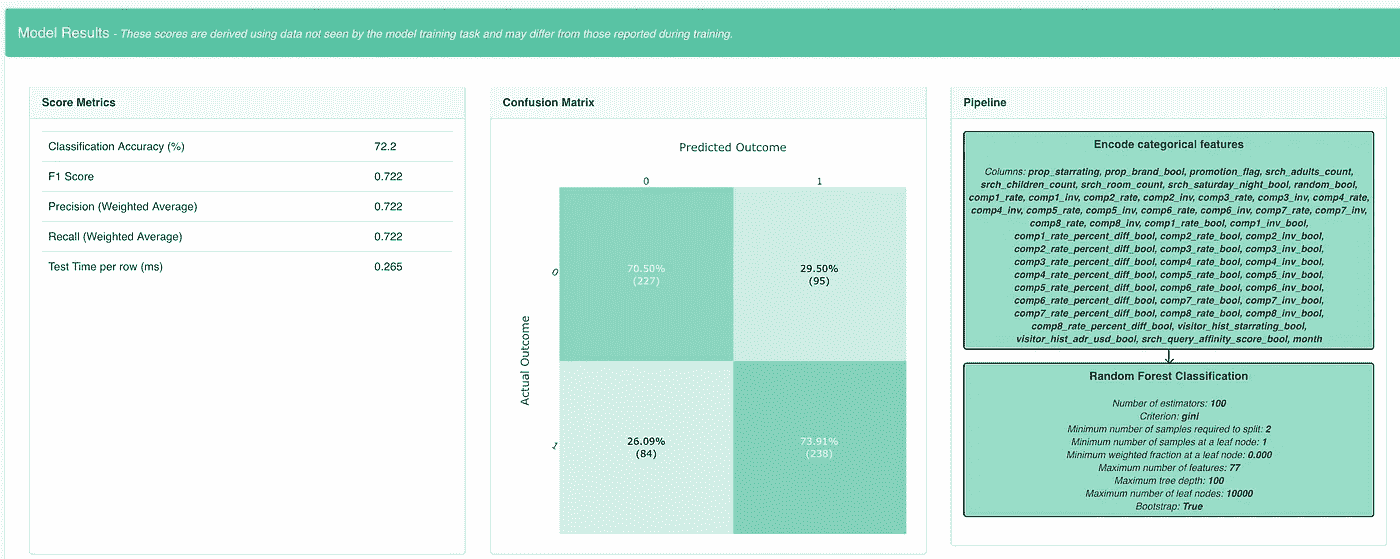 Model Results - These scores are derived using data not seen by the model training task and may differ from those reported during training.
Score Metrics
Classification Accuracy (%) 72.2
F1 Score 0.722
Precision (Weighted Average) 0.722
Recall (Weighted Average) 0.722
Test Time per row (ms) 0.265
Confusion Matrix
Predicted Outcome
0 1
Actual Outcome
0
70.50% 29.50%
(227) (95)
1
26.09% 73.91%
(84) (238)
Pipeline
Encode categorical features
Columns: prop_starrating, prop_brand_bool, promotion_flag, srch_adults_count,
srch_children_count, srch_room_count, srch_saturday_night_bool, random_bool,
comp1_rate, comp1_inv, comp2_rate, comp2_inv, comp3_rate, comp3_inv, comp4_rate,
comp4_inv, comp5_rate, comp5_inv, comp6_rate, comp6_inv, comp7_rate, comp7_inv,
comp8_rate, comp8_inv, comp1_rate_bool, comp1_inv_bool,
comp1_rate_percent_diff_bool, comp2_rate_bool, comp2_inv_bool,
comp2_rate_percent_diff_bool, comp3_rate_bool, comp3_inv_bool,
comp3_rate_percent_diff_bool, comp4_rate_bool, comp4_inv_bool,
comp4_rate_percent_diff_bool, comp5_rate_bool, comp5_inv_bool,
comp5_rate_percent_diff_bool, comp6_rate_bool, comp6_inv_bool,
comp6_rate_percent_diff_bool, comp7_rate_bool, comp7_inv_bool,
comp7_rate_percent_diff_bool, comp8_rate_bool, comp8_inv_bool,
comp8_rate_percent_diff_bool, visitor_hist_starrating_bool,
visitor_hist_adr_usd_bool, srch_query_affinity_score_bool, month
Random Forest Classification
Number of estimators: 100
Criterion: gini
Minimum number of samples required to split: 2
Minimum number of samples at a leaf node: 1
Minimum weighted fraction at a leaf node: 0.000
Maximum number of features: 77
Maximum tree depth: 100
Maximum number of leaf nodes: 10000
Bootstrap: True